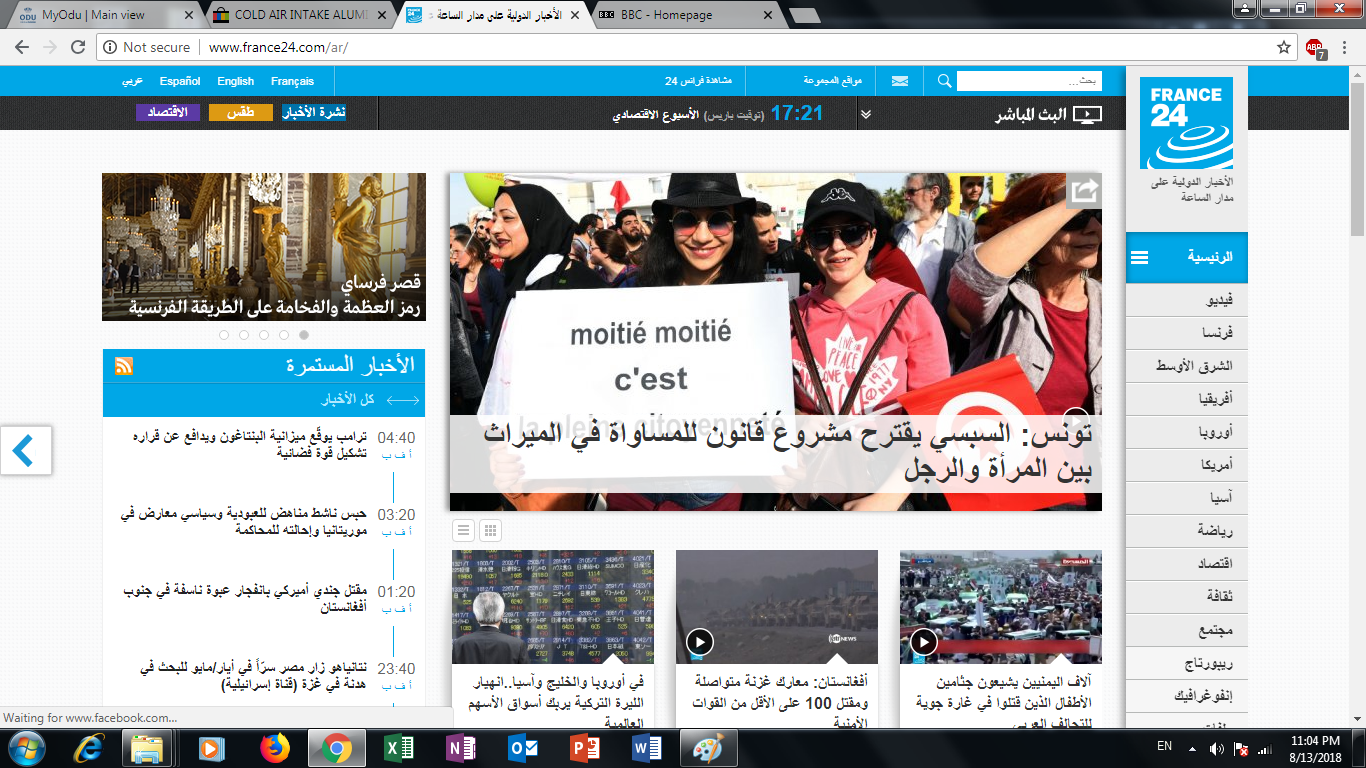 MyOdu | Main view
COLD AIR INTAKE ALUMI
الأخبار الدولية على مدار الساعة
BBC - Homepage
Not secure
www.france24.com/ar/
7
Français
English
Español
عربي
مشاهدة فرانس 24
مواقع المجموعة
بحث...
FRANCE
24
الأخبار الدولية على
مدار الساعة
البث المباشر
17:21 (توقيت باريس) الأسبوع الاقتصادي
نشرة الأخبار
طقس
الاقتصاد
الرئيسية
فيديو
فرنسا
الشرق الأوسط
أفريقيا
أوروبا
أمريكا
آسيا
رياضة
اقتصاد
ثقافة
مجتمع
ريبورتاج
إنفوغرافيك
moitié moitié
c'est
la pleine citoyenneté
تونس: السبسي يقترح مشروع قانون للمساواة في الميراث
بين المرأة والرجل
قصر فرساي
رمز العظمة والفخامة على الطريقة الفرنسية
الأخبار المستمرة
كل الأخبار
04:40
أ ف ب
ترامب يوقّع ميزانية البنتاغون ويدافع عن قراره
تشكيل قوة فضائية
03:20
أ ف ب
حبس ناشط مناهض للعبودية وسياسي معارض في
موريتانيا وإحالته للمحاكمة
01:20
أ ف ب
مقتل جندي أميركي بانفجار عبوة ناسفة في جنوب
أفغانستان
23:40
أ ف ب
نتانياهو زار مصر سرّاً في أيار/مايو للبحث في
هدنة في غزة (قناة إسرائيلية)
آلاف اليمنيين يشيعون جثامين
الأطفال الذين قتلوا في غارة جوية
للتحالف العربي
NEWS
أفغانستان: معارك غزنة متواصلة
ومقتل 100 على الأقل من القوات
الأمنية
في أوروبا والخليج وآسيا..انهيار
الليرة التركية يربك أسواق الأسهم
العالمية
Waiting for www.facebook.com...
EN
11:04 PM
8/13/2018